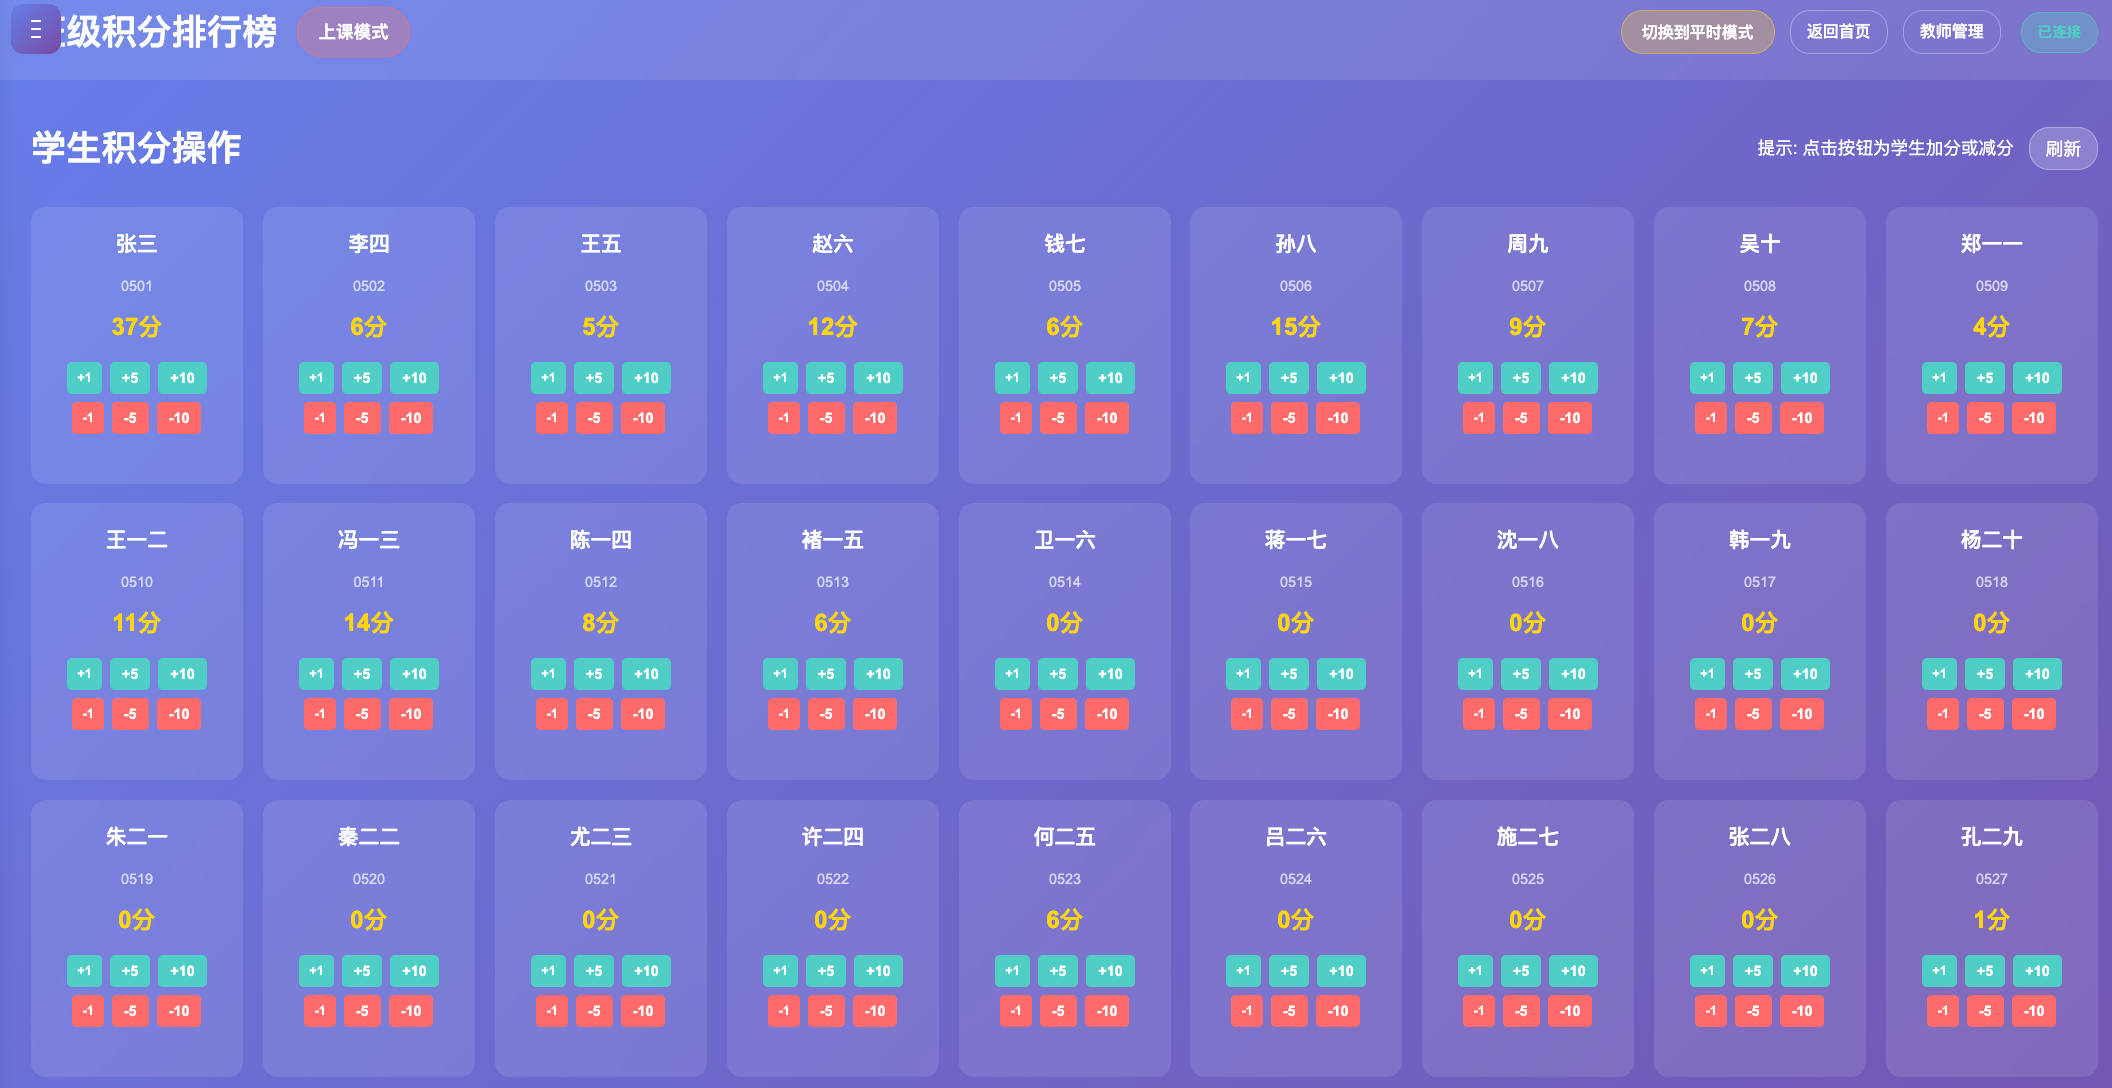 级积分排行榜 上课模式 切换到平时模式 返回首页 教师管理 已连接
学生积分操作 提示: 点击按钮为学生加分或减分 刷新
张三 李四 王五 赵六 钱七 孙八 周九 吴十 郑一一
0501 0502 0503 0504 0505 0506 0507 0508 0509
37分 6分 5分 12分 6分 15分 9分 7分 4分
+1 +5 +10 +1 +5 +10 +1 +5 +10 +1 +5 +10 +1 +5 +10 +1 +5 +10 +1 +5 +10 +1 +5 +10 +1 +5 +10
-1 -5 -10 -1 -5 -10 -1 -5 -10 -1 -5 -10 -1 -5 -10 -1 -5 -10 -1 -5 -10 -1 -5 -10 -1 -5 -10
王一二 冯一三 陈一四 褚一五 卫一六 蒋一七 沈一八 韩一九 杨二十
0510 0511 0512 0513 0514 0515 0516 0517 0518
11分 14分 8分 6分 0分 0分 0分 0分 0分
+1 +5 +10 +1 +5 +10 +1 +5 +10 +1 +5 +10 +1 +5 +10 +1 +5 +10 +1 +5 +10 +1 +5 +10 +1 +5 +10
-1 -5 -10 -1 -5 -10 -1 -5 -10 -1 -5 -10 -1 -5 -10 -1 -5 -10 -1 -5 -10 -1 -5 -10 -1 -5 -10
朱二一 秦二二 尤二三 许二四 何二五 吕二六 施二七 张二八 孔二九
0519 0520 0521 0522 0523 0524 0525 0526 0527
0分 0分 0分 0分 6分 0分 0分 0分 1分
+1 +5 +10 +1 +5 +10 +1 +5 +10 +1 +5 +10 +1 +5 +10 +1 +5 +10 +1 +5 +10 +1 +5 +10 +1 +5 +10
-1 -5 -10 -1 -5 -10 -1 -5 -10 -1 -5 -10 -1 -5 -10 -1 -5 -10 -1 -5 -10 -1 -5 -10 -1 -5 -10